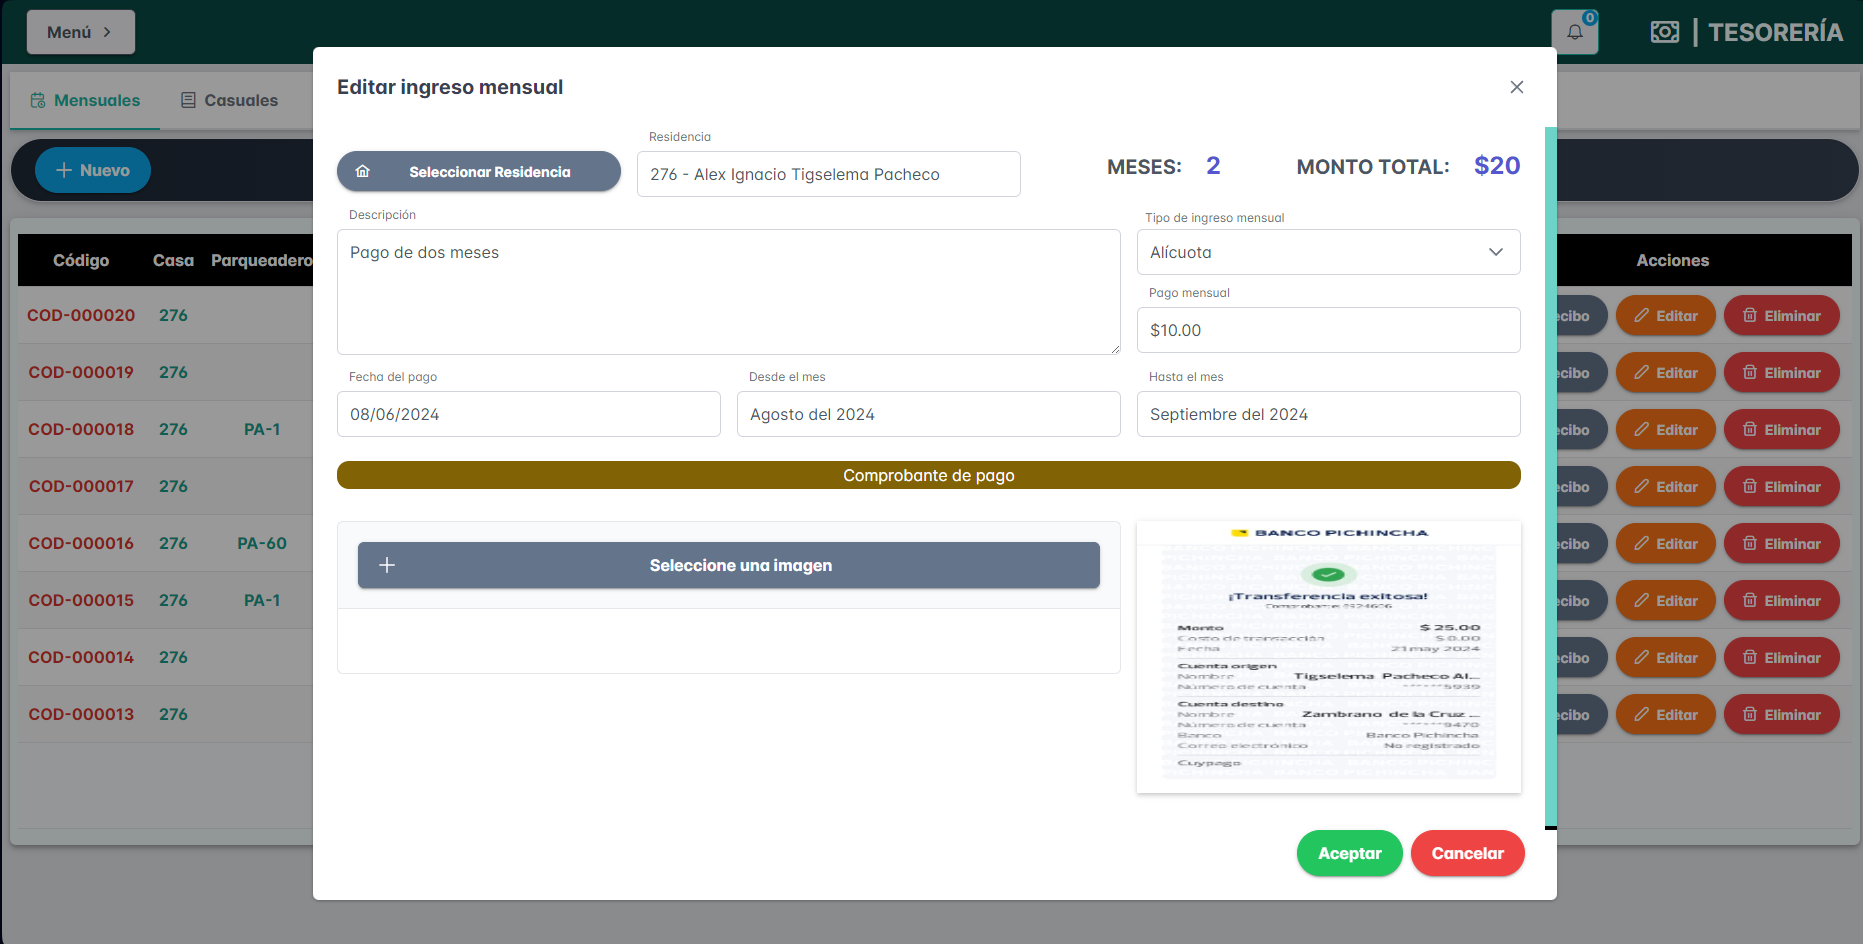 Menú
0
TESORERÍA
Mensuales
Casuales
Nuevo
Código Casa Parqueadero
Acciones
COD-000020 276
COD-000019 276
COD-000018 276 PA-1
COD-000017 276
COD-000016 276 PA-60
COD-000015 276 PA-1
COD-000014 276
COD-000013 276
ecibo Editar Eliminar
ecibo Editar Eliminar
ecibo Editar Eliminar
ecibo Editar Eliminar
ecibo Editar Eliminar
ecibo Editar Eliminar
ecibo Editar Eliminar
ecibo Editar Eliminar
Editar ingreso mensual
Seleccionar Residencia
Residencia
276 - Alex Ignacio Tigselema Pacheco
MESES: 2
MONTO TOTAL: $20
Descripción
Pago de dos meses
Tipo de ingreso mensual
Alícuota
Pago mensual
$10.00
Fecha del pago
08/06/2024
Desde el mes
Agosto del 2024
Hasta el mes
Septiembre del 2024
Comprobante de pago
Seleccione una imagen
BANCO PICHINCHA
¡Transferencia exitosa!
Monto $ 25.00
Costo de transacción $ 0.00
Fecha 21 may 2024
Cuenta origen
Nombre Tigselema Pacheco Al...
Número de cuenta ******5939
Cuenta destino
Nombre Zambrano de la Cruz ...
Número de cuenta ******9470
Banco Banco Pichincha
Correo electrónico No registrado
Cuypago
Aceptar
Cancelar